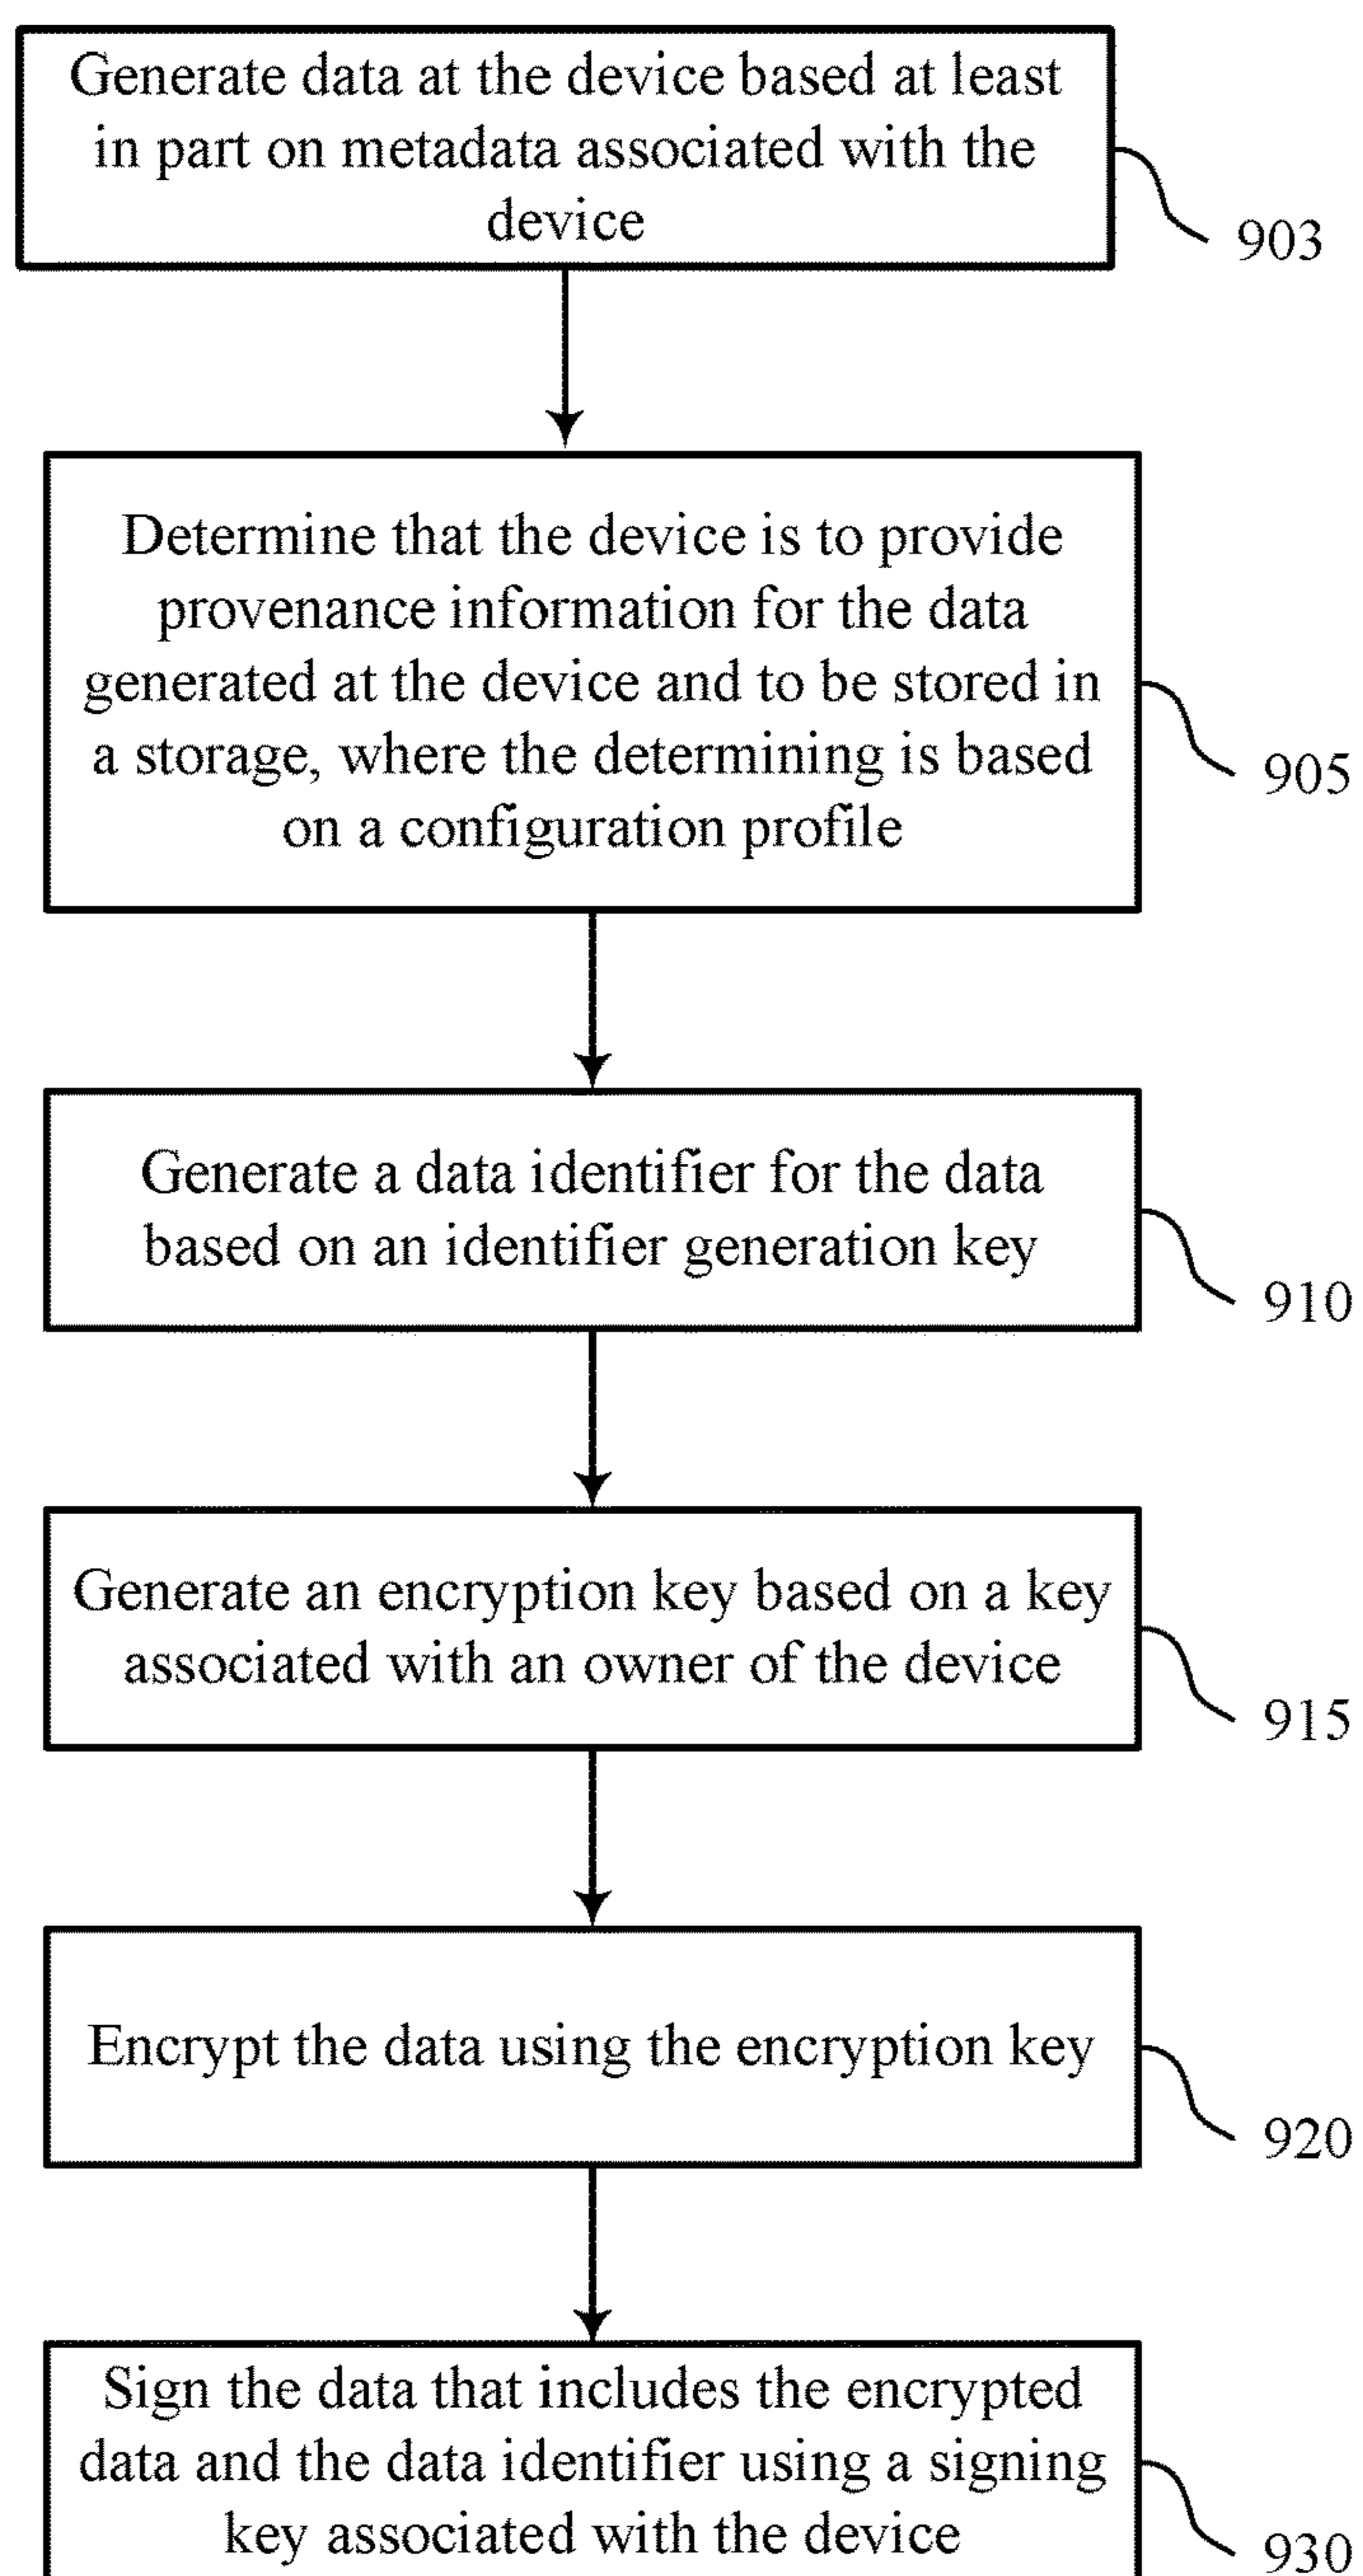 Generate data at the device based at least
in part on metadata associated with the
device
903
Determine that the device is to provide
provenance information for the data
generated at the device and to be stored in
a storage, where the determining is based
on a configuration profile
905
Generate a data identifier for the data
based on an identifier generation key
910
Generate an encryption key based on a key
associated with an owner of the device
915
Encrypt the data using the encryption key
920
Sign the data that includes the encrypted
data and the data identifier using a signing
key associated with the device
930